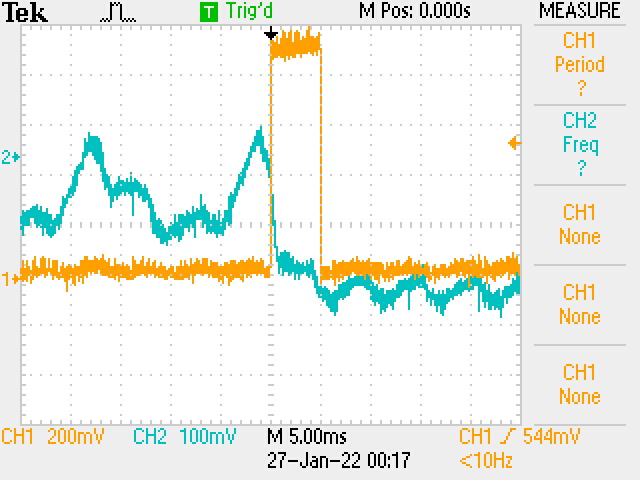 Tek T Trig'd M Pos: 0.000s MEASURE
CH1
Period
?
CH2
Freq
?
CH1
None
CH1
None
CH1
None
2
1
CH1 200mV CH2 100mV M 5.00ms CH1 544mV
27-Jan-22 00:17 <10Hz